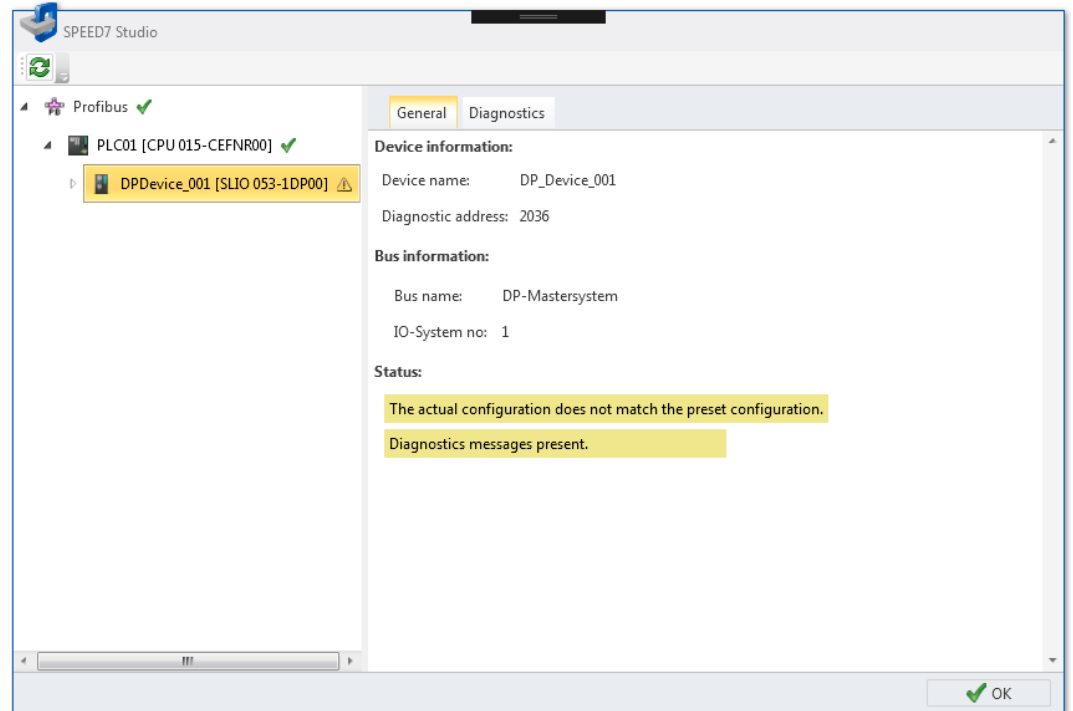 SPEED7 Studio
Profibus
PLC01 [CPU 015-CEFNR00]
DPDevice_001 [SLIO 053-1DP00]
General Diagnostics
Device information:
Device name: DP_Device_001
Diagnostic address: 2036
Bus information:
Bus name: DP-Mastersystem
IO-System no: 1
Status:
The actual configuration does not match the preset configuration.
Diagnostics messages present.
OK